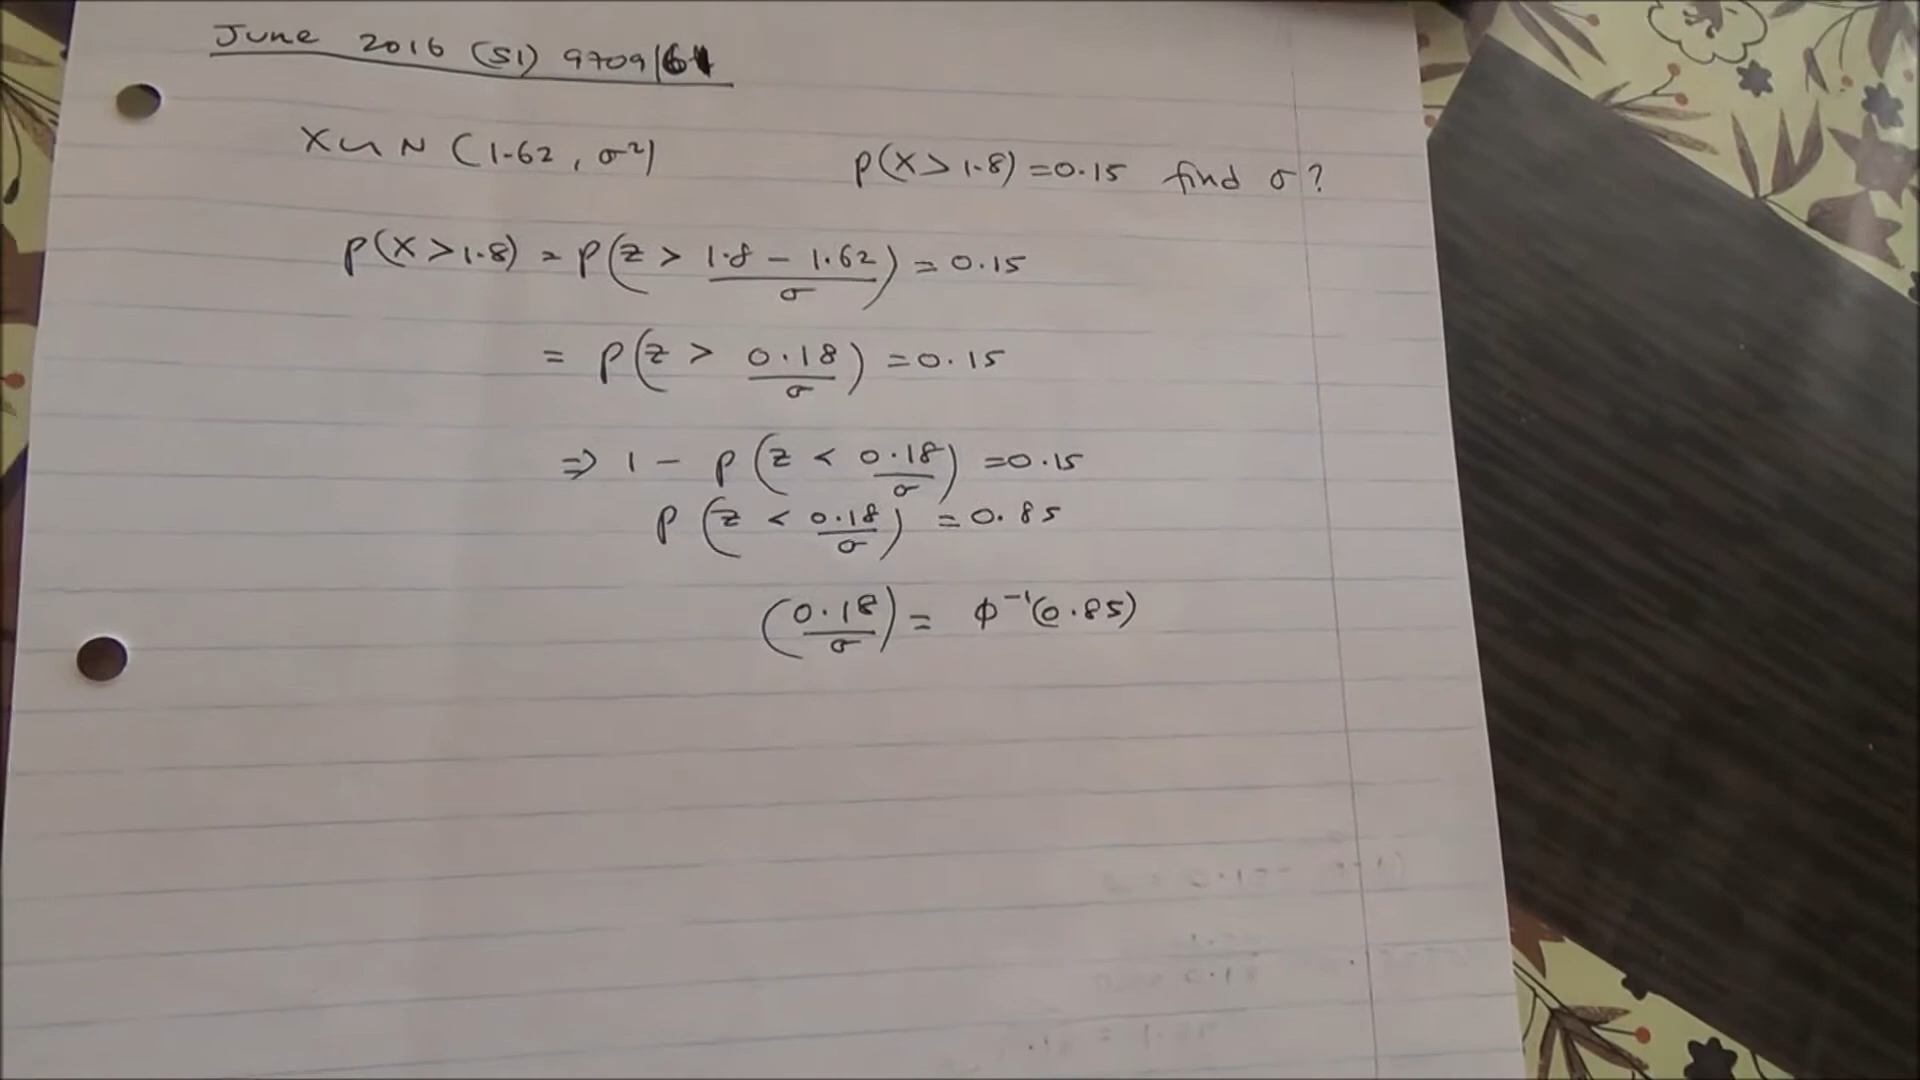 June 2016 (S1) 9709/61
X ~ N (1.62, σ²) P(X > 1.8) = 0.15 find σ?
P(X > 1.8) = P(z > (1.8 - 1.62)/σ) = 0.15
= P(z > 0.18/σ) = 0.15
⇒ 1 - P(z < 0.18/σ) = 0.15
P(z < 0.18/σ) = 0.85
(0.18/σ) = φ⁻¹(0.85)